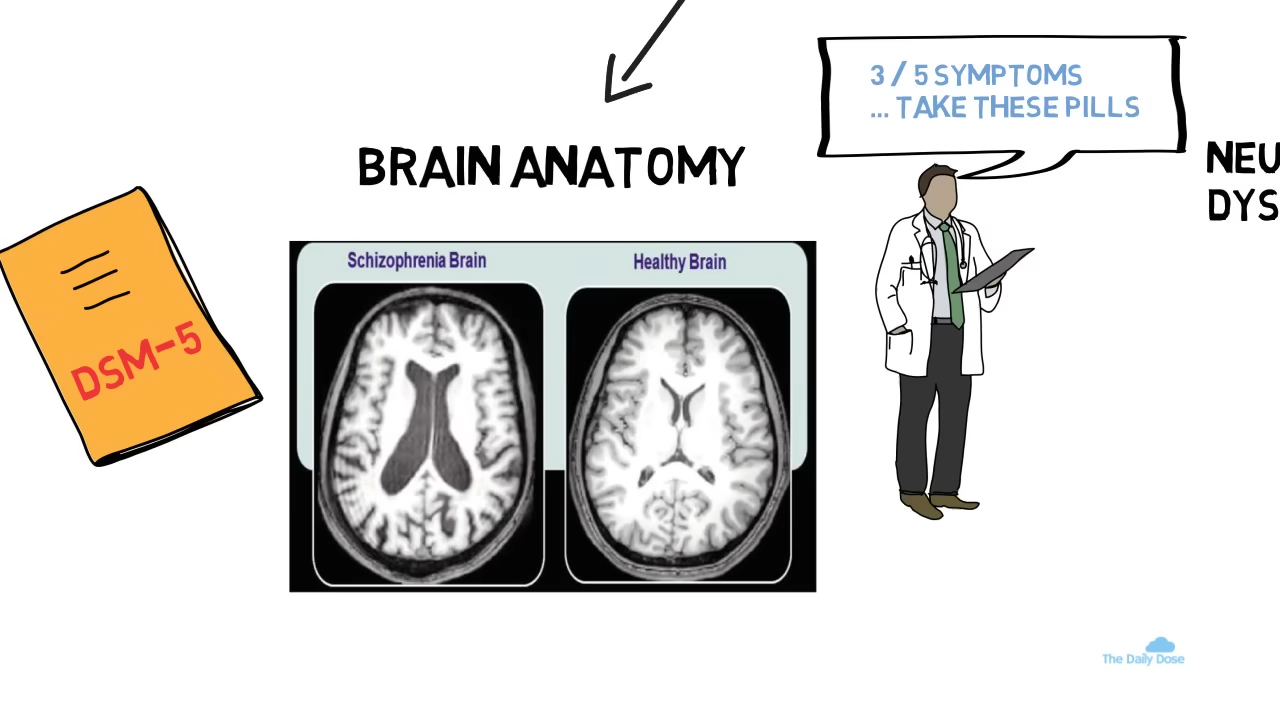 3 / 5 SYMPTOMS
... TAKE THESE PILLS
BRAIN ANATOMY
NEU
DYS
Schizophrenia Brain
Healthy Brain
DSM-5
The Daily Dose